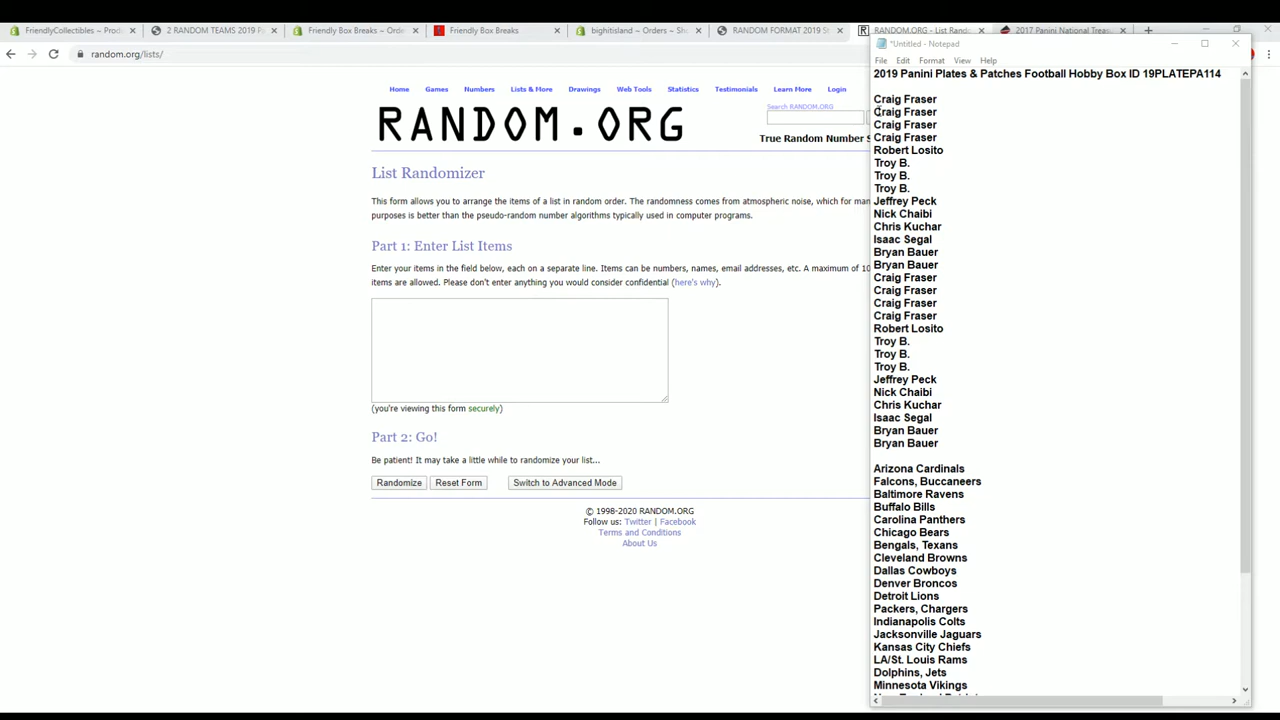 FriendlyCollectibles – Produ
2 RANDOM TEAMS 2019 Pa
Friendly Box Breaks ~ Orde
Friendly Box Breaks
bighitisland ~ Orders ~ Sho
RANDOM FORMAT 2019 St
RANDOM.ORG - List Rando
2017 Panini National Treasu
random.org/lists/
Home Games Numbers Lists & More Drawings Web Tools Statistics Testimonials Learn More Login
Search RANDOM.ORG
RANDOM.ORG
True Random Number S
List Randomizer
This form allows you to arrange the items of a list in random order. The randomness comes from atmospheric noise, which for man
purposes is better than the pseudo-random number algorithms typically used in computer programs.
Part 1: Enter List Items
Enter your items in the field below, each on a separate line. Items can be numbers, names, email addresses, etc. A maximum of 10
items are allowed. Please don't enter anything you would consider confidential (here's why).
(you're viewing this form securely)
Part 2: Go!
Be patient! It may take a little while to randomize your list...
Randomize Reset Form Switch to Advanced Mode
© 1998-2020 RANDOM.ORG
Follow us: Twitter | Facebook
Terms and Conditions
About Us
*Untitled - Notepad
File Edit Format View Help
2019 Panini Plates & Patches Football Hobby Box ID 19PLATEPA114
Craig Fraser
Craig Fraser
Craig Fraser
Craig Fraser
Robert Losito
Troy B.
Troy B.
Troy B.
Jeffrey Peck
Nick Chaibi
Chris Kuchar
Isaac Segal
Bryan Bauer
Bryan Bauer
Craig Fraser
Craig Fraser
Craig Fraser
Craig Fraser
Robert Losito
Troy B.
Troy B.
Troy B.
Jeffrey Peck
Nick Chaibi
Chris Kuchar
Isaac Segal
Bryan Bauer
Bryan Bauer
Arizona Cardinals
Falcons, Buccaneers
Baltimore Ravens
Buffalo Bills
Carolina Panthers
Chicago Bears
Bengals, Texans
Cleveland Browns
Dallas Cowboys
Denver Broncos
Detroit Lions
Packers, Chargers
Indianapolis Colts
Jacksonville Jaguars
Kansas City Chiefs
LA/St. Louis Rams
Dolphins, Jets
Minnesota Vikings